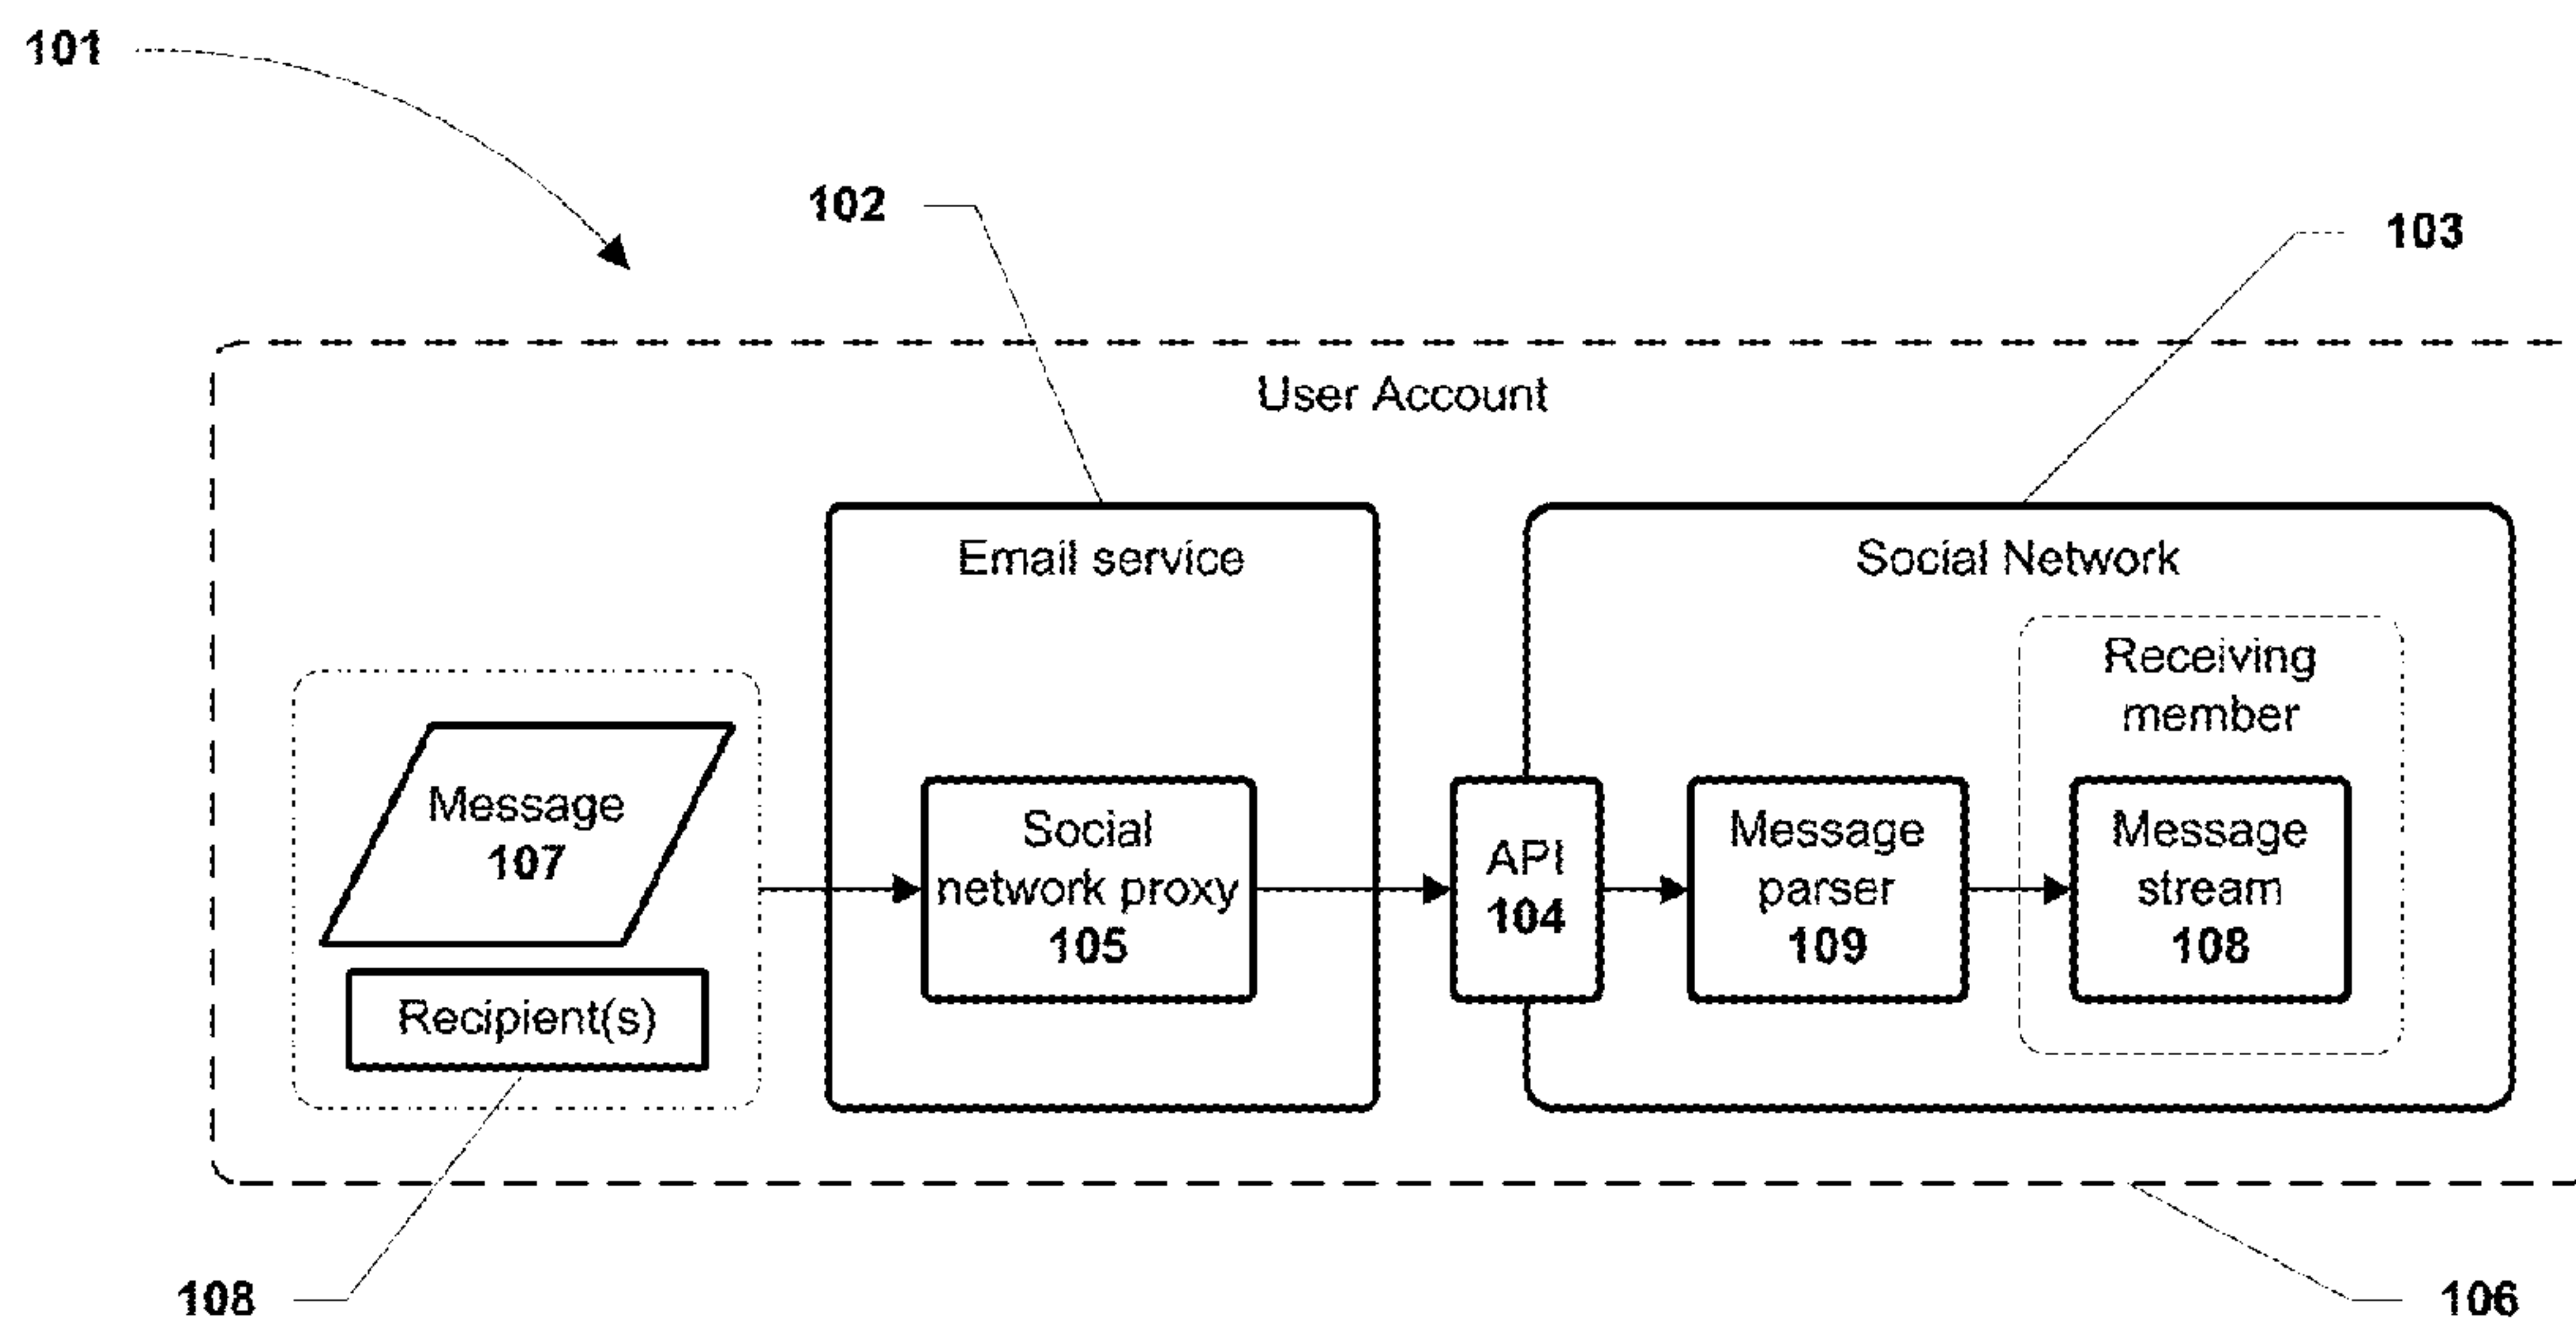 101
102
103
User Account
Email service
Social Network
Receiving
member
Message
107
Social
network proxy
105
API
104
Message
parser
109
Message
stream
108
Recipient(s)
108
106